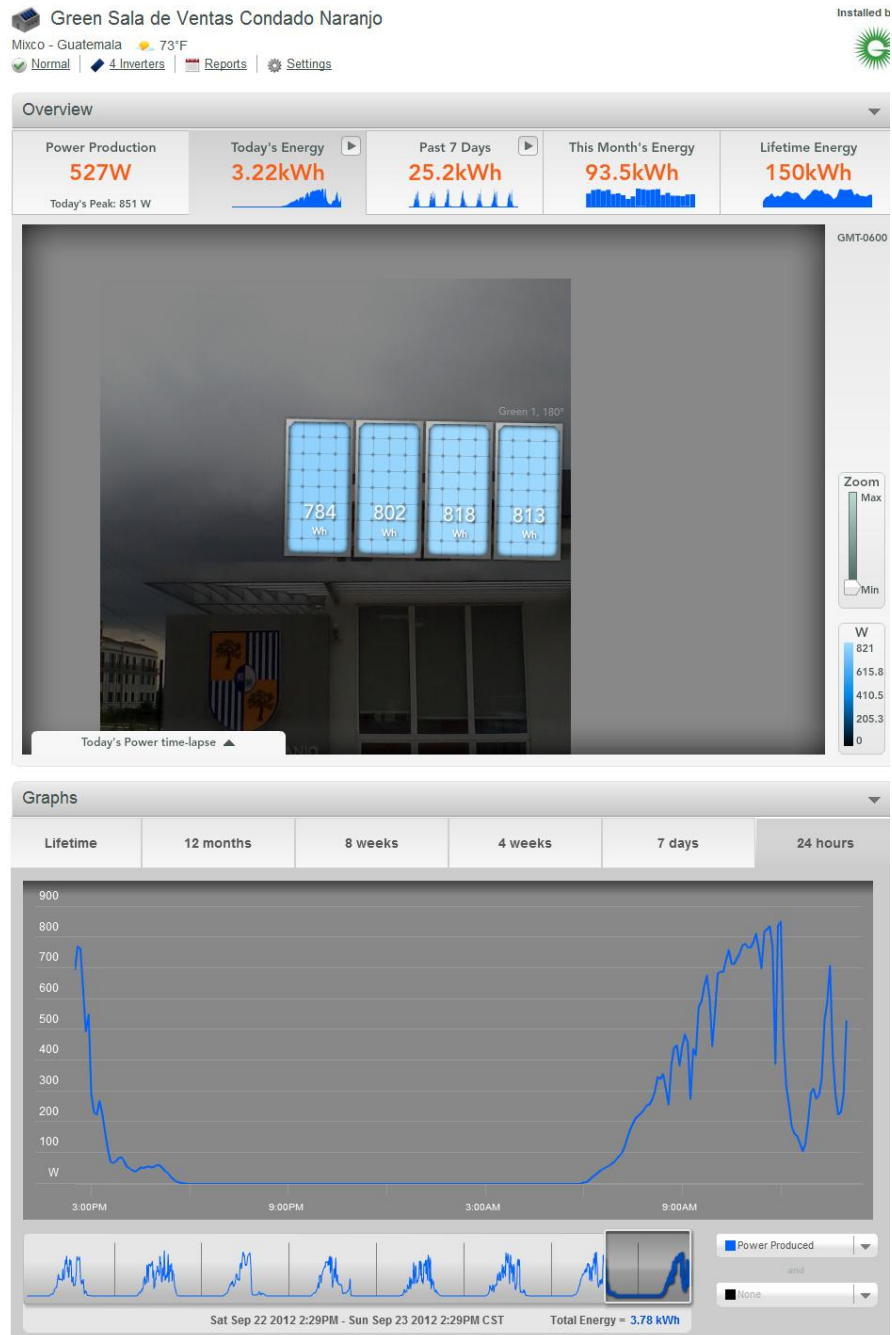 Green Sala de Ventas Condado Naranjo
Installed b
Mixco - Guatemala 73°F
Normal 4 Inverters Reports Settings
Overview
Power Production
527W
Today's Peak: 851 W
Today's Energy
3.22kWh
Past 7 Days
25.2kWh
This Month's Energy
93.5kWh
Lifetime Energy
150kWh
GMT-0600
Green 1, 180°
784 Wh
802 Wh
818 Wh
813 Wh
Zoom
Max
Min
W
821
615.8
410.5
205.3
0
Today's Power time-lapse
Graphs
Lifetime 12 months 8 weeks 4 weeks 7 days 24 hours
900
800
700
600
500
400
300
200
100
W
3:00PM 9:00PM 3:00AM 9:00AM
Power Produced
and
None
Sat Sep 22 2012 2:29PM - Sun Sep 23 2012 2:29PM CST Total Energy = 3.78 kWh